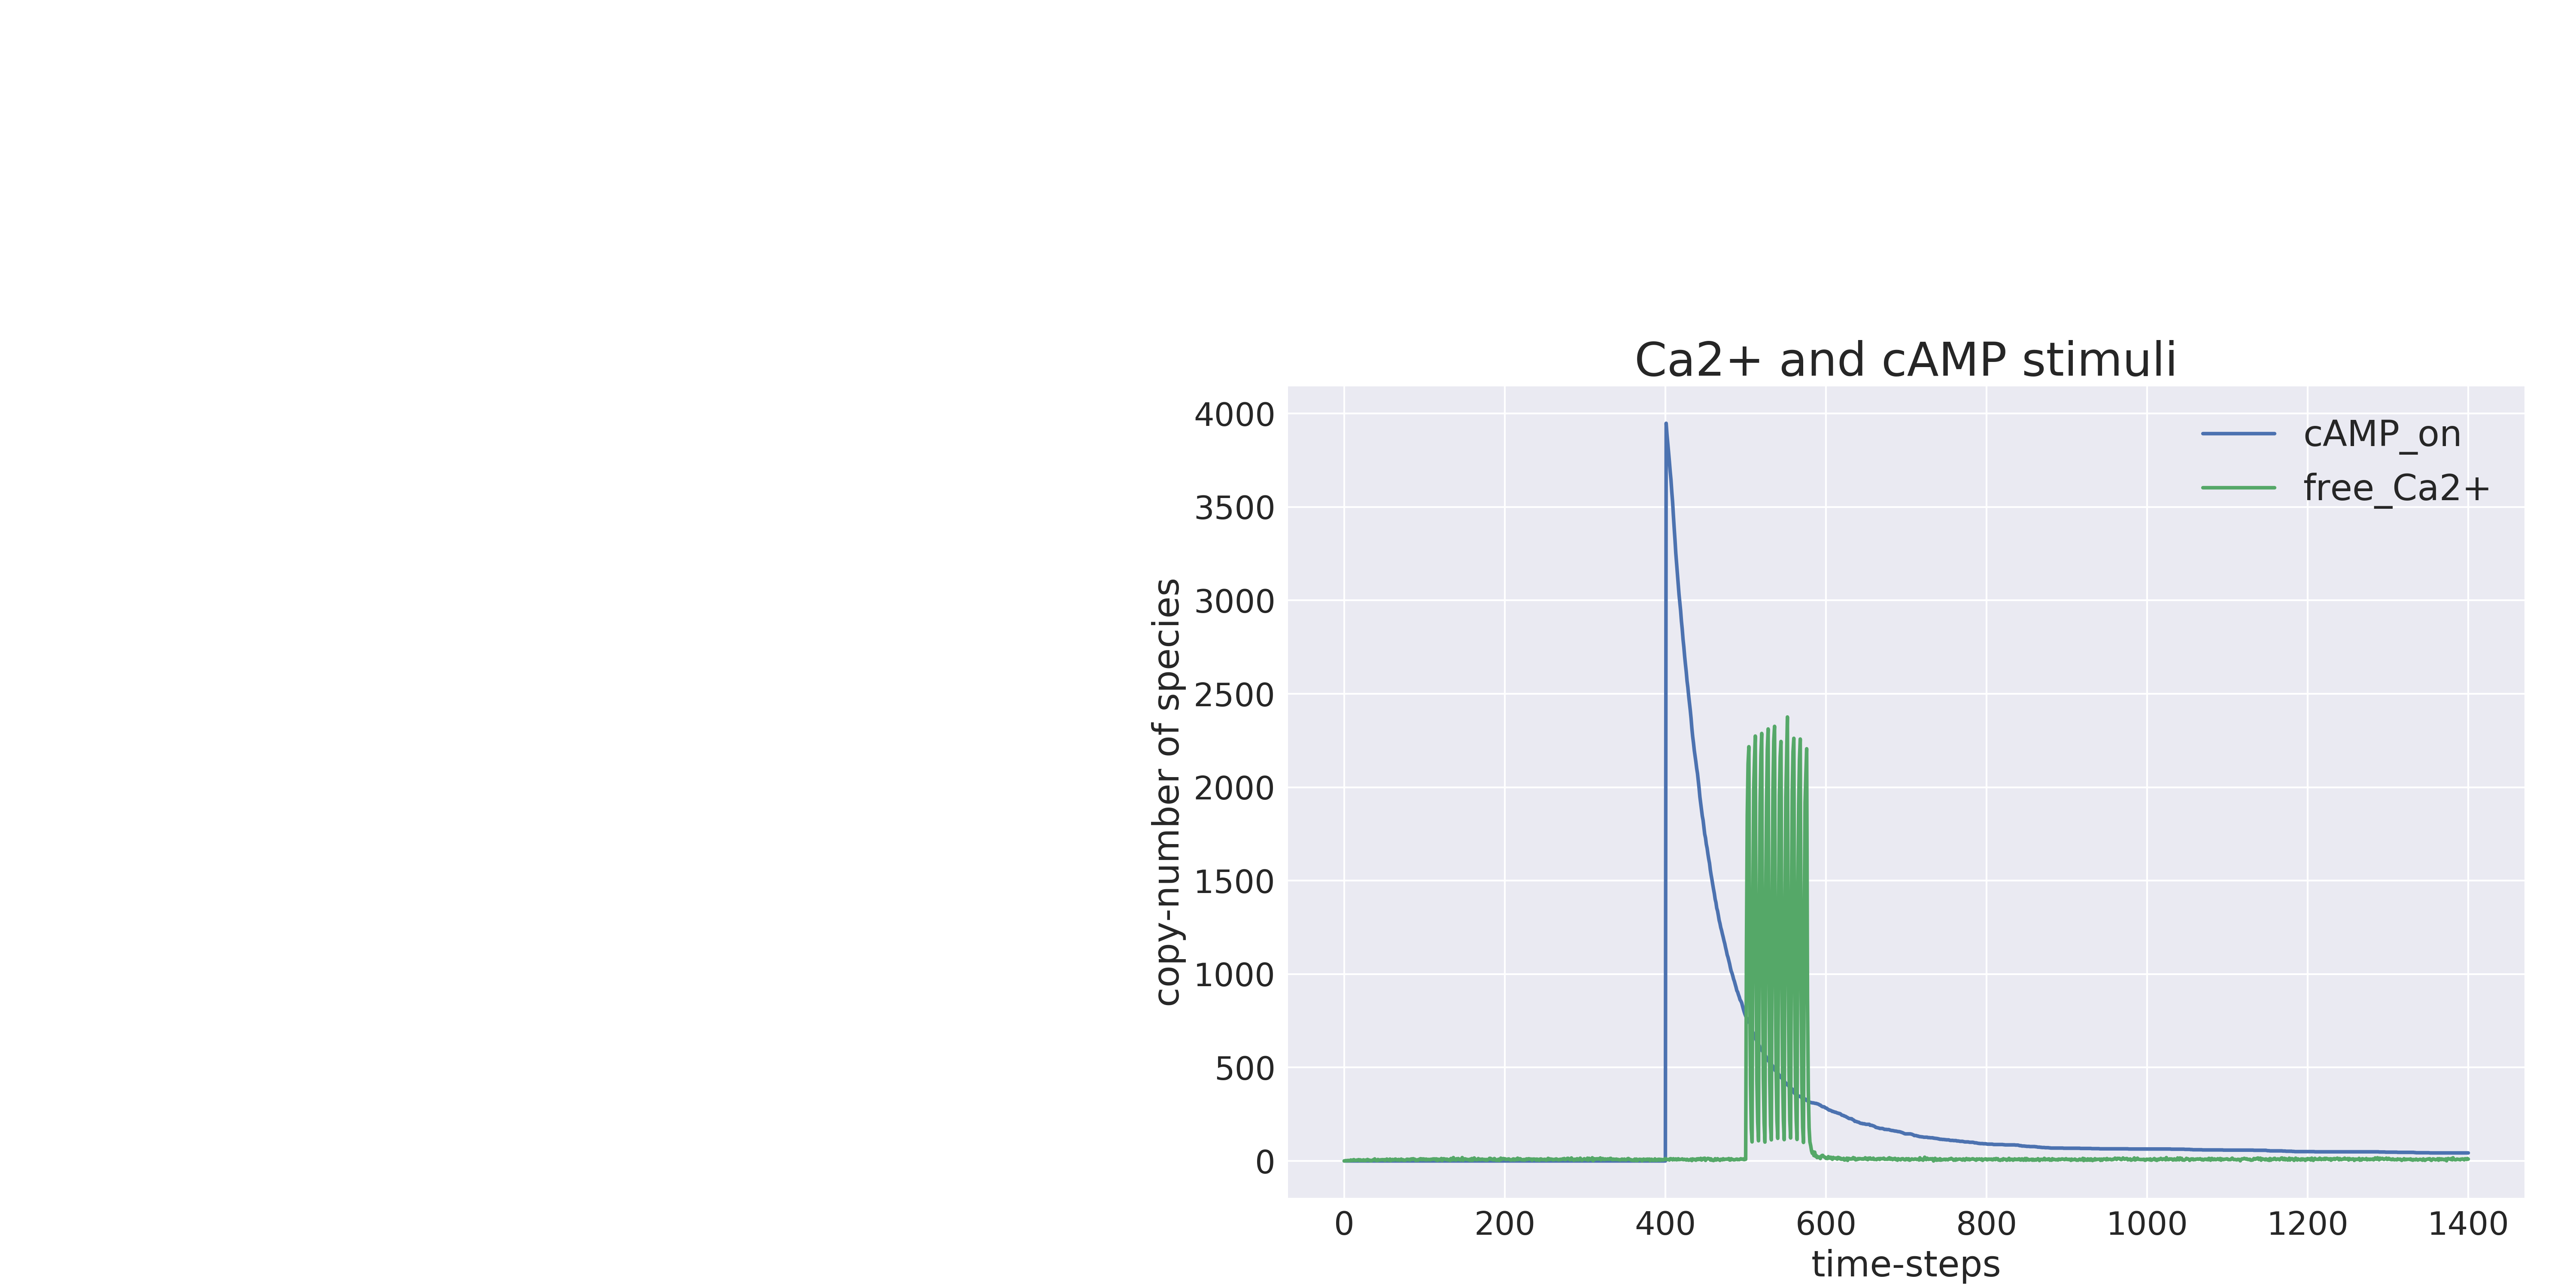 Ca2+ and cAMP stimuli
4000
3500
3000
2500
2000
1500
1000
500
0
copy-number of species
cAMP_on
free_Ca2+
0 200 400 600 800 1000 1200 1400
time-steps